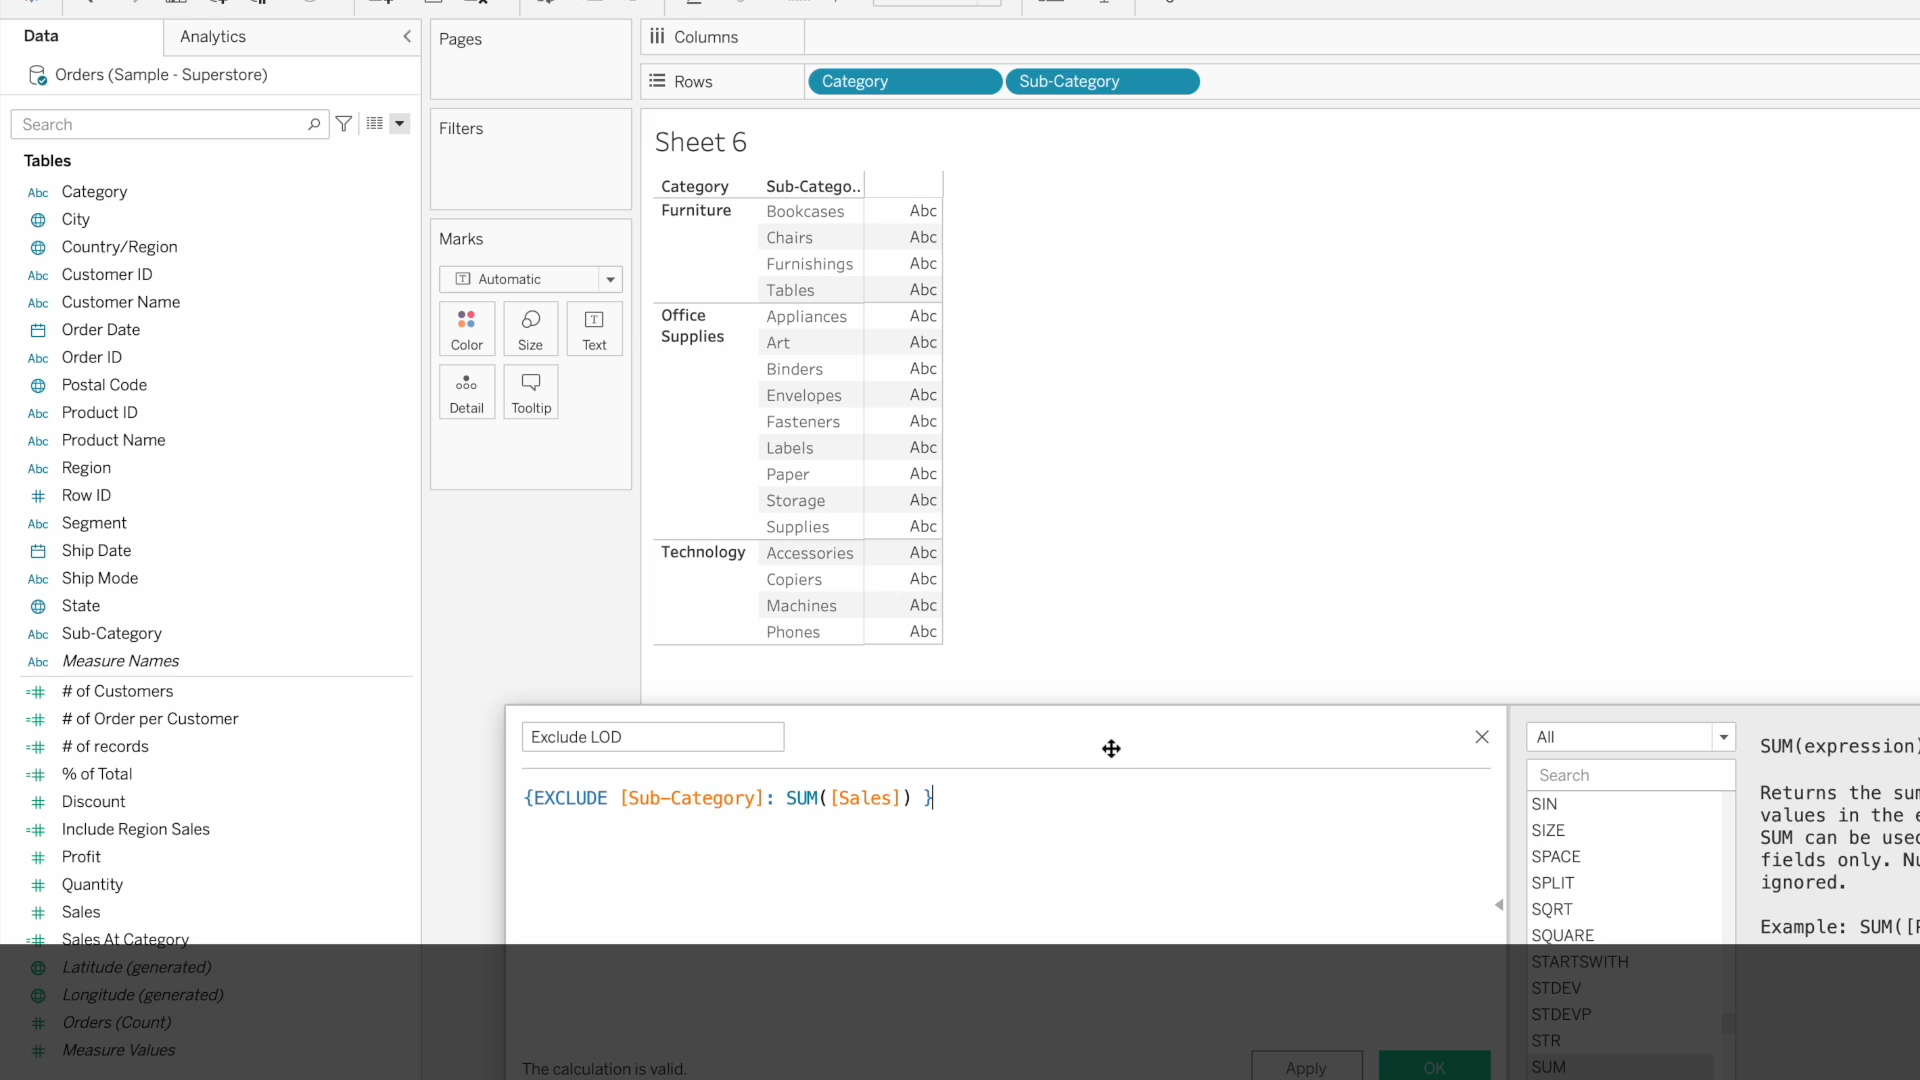 Data
Analytics
Orders (Sample - Superstore)
Search
Tables
Abc Category
City
Country/Region
Abc Customer ID
Abc Customer Name
Order Date
Abc Order ID
Postal Code
Abc Product ID
Abc Product Name
Abc Region
Row ID
Abc Segment
Ship Date
Abc Ship Mode
State
Abc Sub-Category
Abc Measure Names
# of Customers
# of Order per Customer
# of records
% of Total
Discount
Include Region Sales
Profit
Quantity
Sales
Sales At Category
Latitude (generated)
Longitude (generated)
Orders (Count)
Measure Values
Pages
Filters
Marks
Automatic
Color
Size
Text
Detail
Tooltip
Columns
Rows
Category
Sub-Category
Sheet 6
Category Sub-Catego..
Furniture Bookcases Abc
Chairs Abc
Furnishings Abc
Tables Abc
Office Supplies Appliances Abc
Art Abc
Binders Abc
Envelopes Abc
Fasteners Abc
Labels Abc
Paper Abc
Storage Abc
Supplies Abc
Technology Accessories Abc
Copiers Abc
Machines Abc
Phones Abc
Exclude LOD
{EXCLUDE [Sub-Category]: SUM([Sales]) }
The calculation is valid.
Apply
OK
All
Search
SIN
SIZE
SPACE
SPLIT
SQRT
SQUARE
STARTSWITH
STDEV
STDEVP
STR
SUM
SUM(expression)
Returns the sum
values in the
SUM can be used
fields only.
ignored.
Example: SUM([